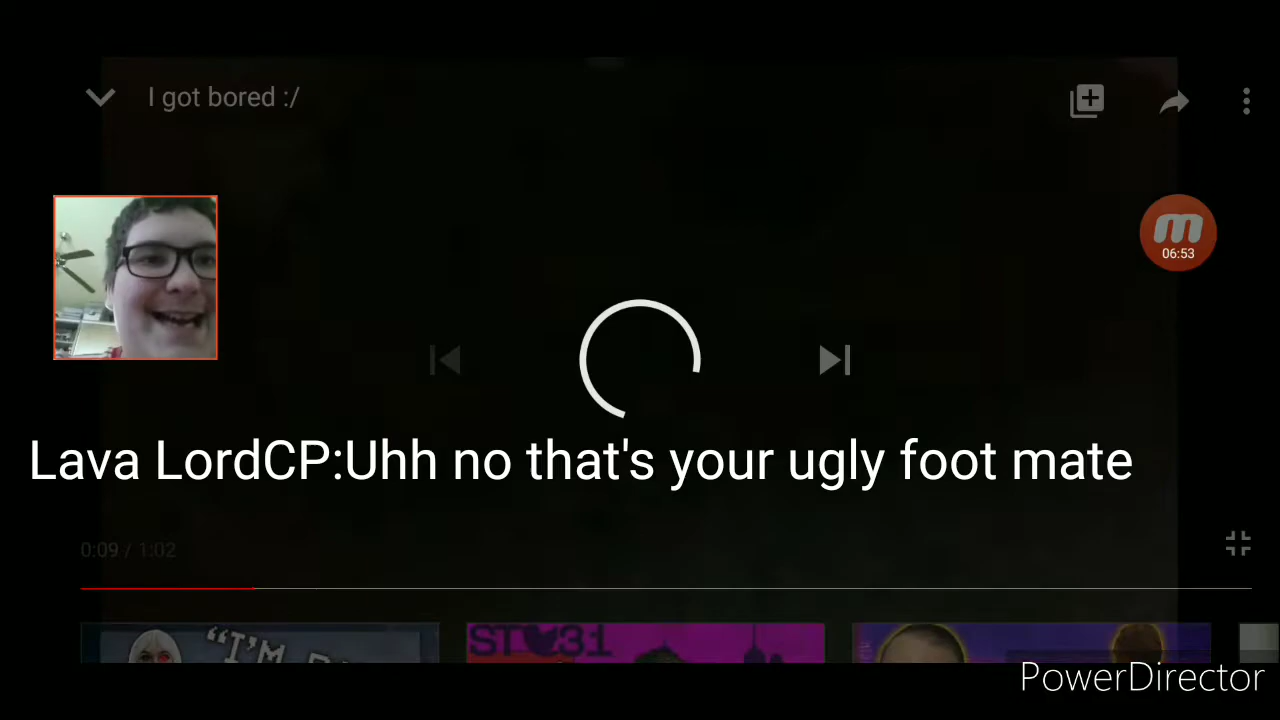 I got bored :/
06:53
Lava LordCP:Uhh no that's your ugly foot mate
0:09 / 1:02
"I'M
PowerDirector